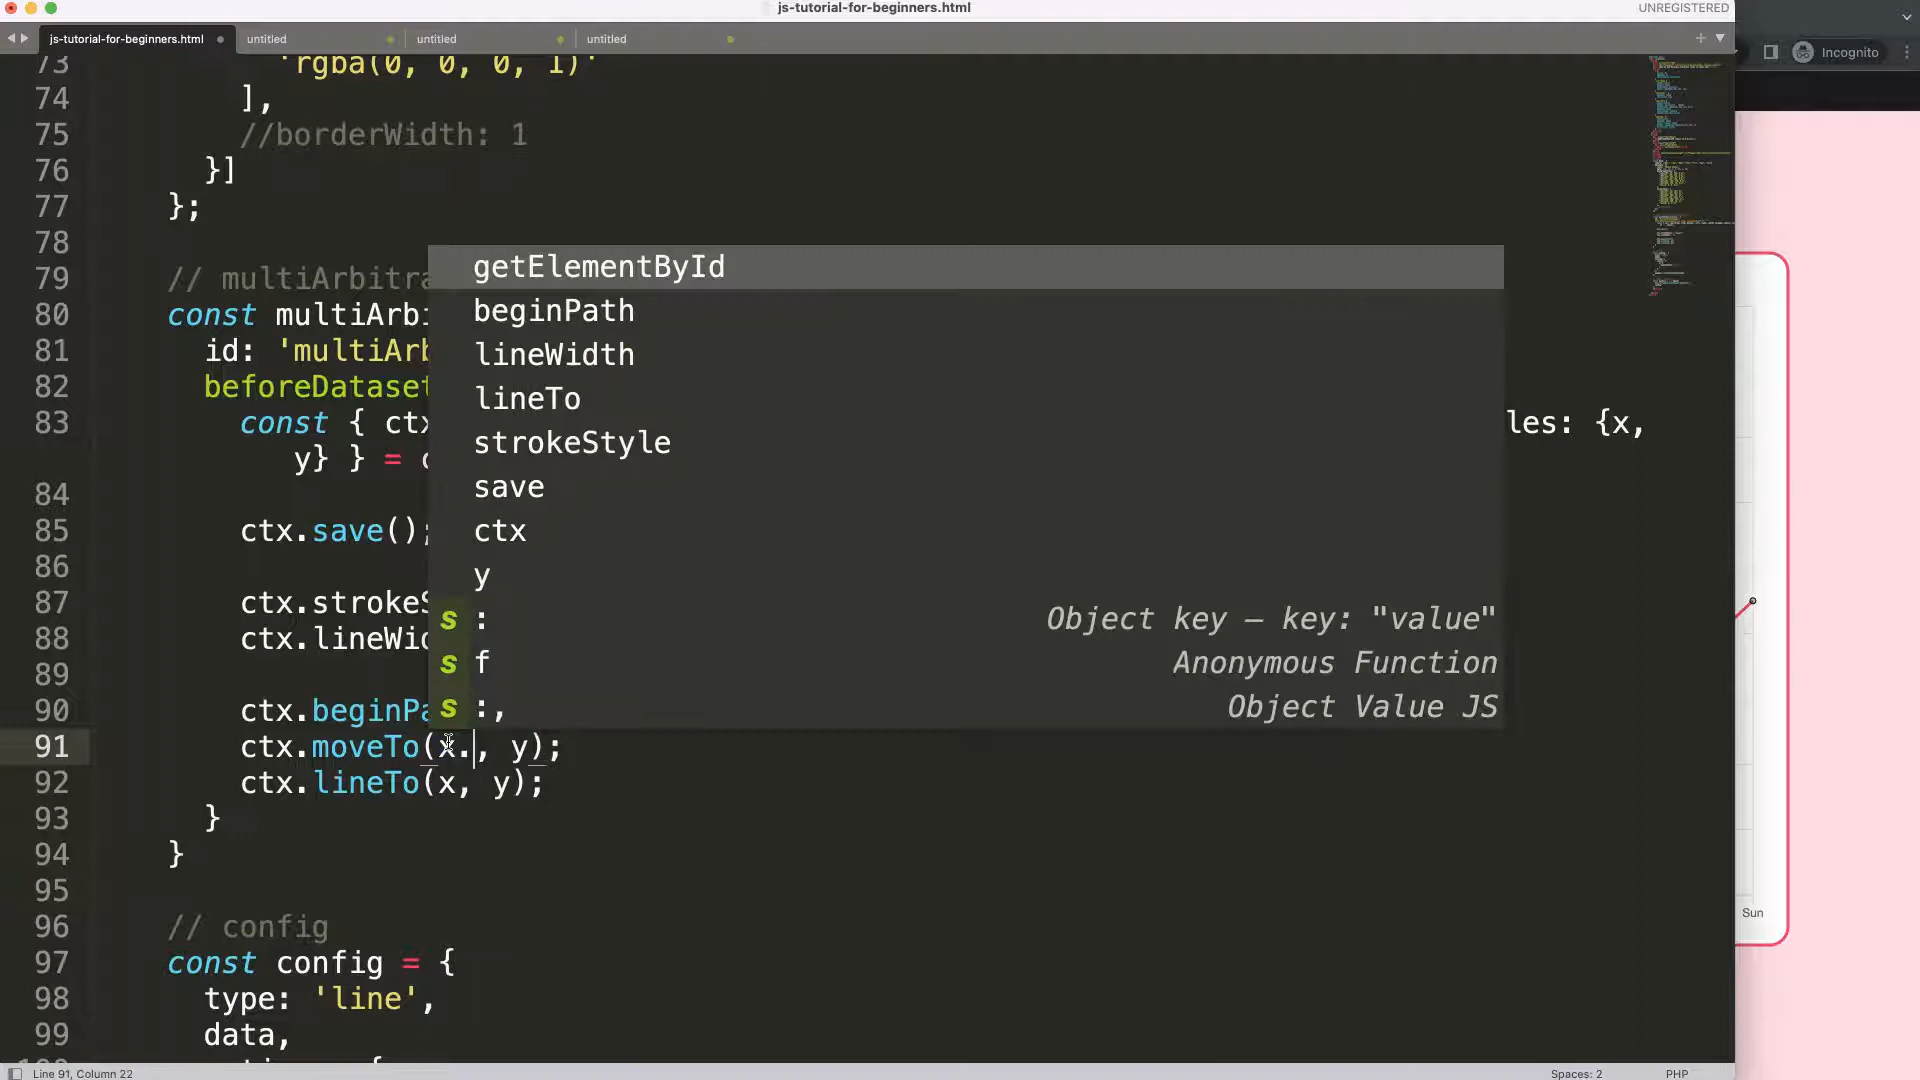 js-tutorial-for-beginners.html
UNREGISTERED
js-tutorial-for-beginners.html
untitled
untitled
untitled
Incognito
73 'rgba(0, 0, 0, 1)'
74 ],
75 //borderWidth: 1
76 }]
77 };
78
79 // multiArbitra
80 const multiArbi
81 id: 'multiArb
82 beforeDataset
83 const { ctx les: {x,
y} } = c
84
85 ctx.save();
86
87 ctx.strokeS
88 ctx.lineWid
89
90 ctx.beginPa
91 ctx.moveTo(x., y);
92 ctx.lineTo(x, y);
93 }
94 }
95
96 // config
97 const config = {
98 type: 'line',
99 data,
getElementById
beginPath
lineWidth
lineTo
strokeStyle
save
ctx
y
s : Object key – key: "value"
s f Anonymous Function
s :, Object Value JS
Sun
Line 91, Column 22
Spaces: 2
PHP